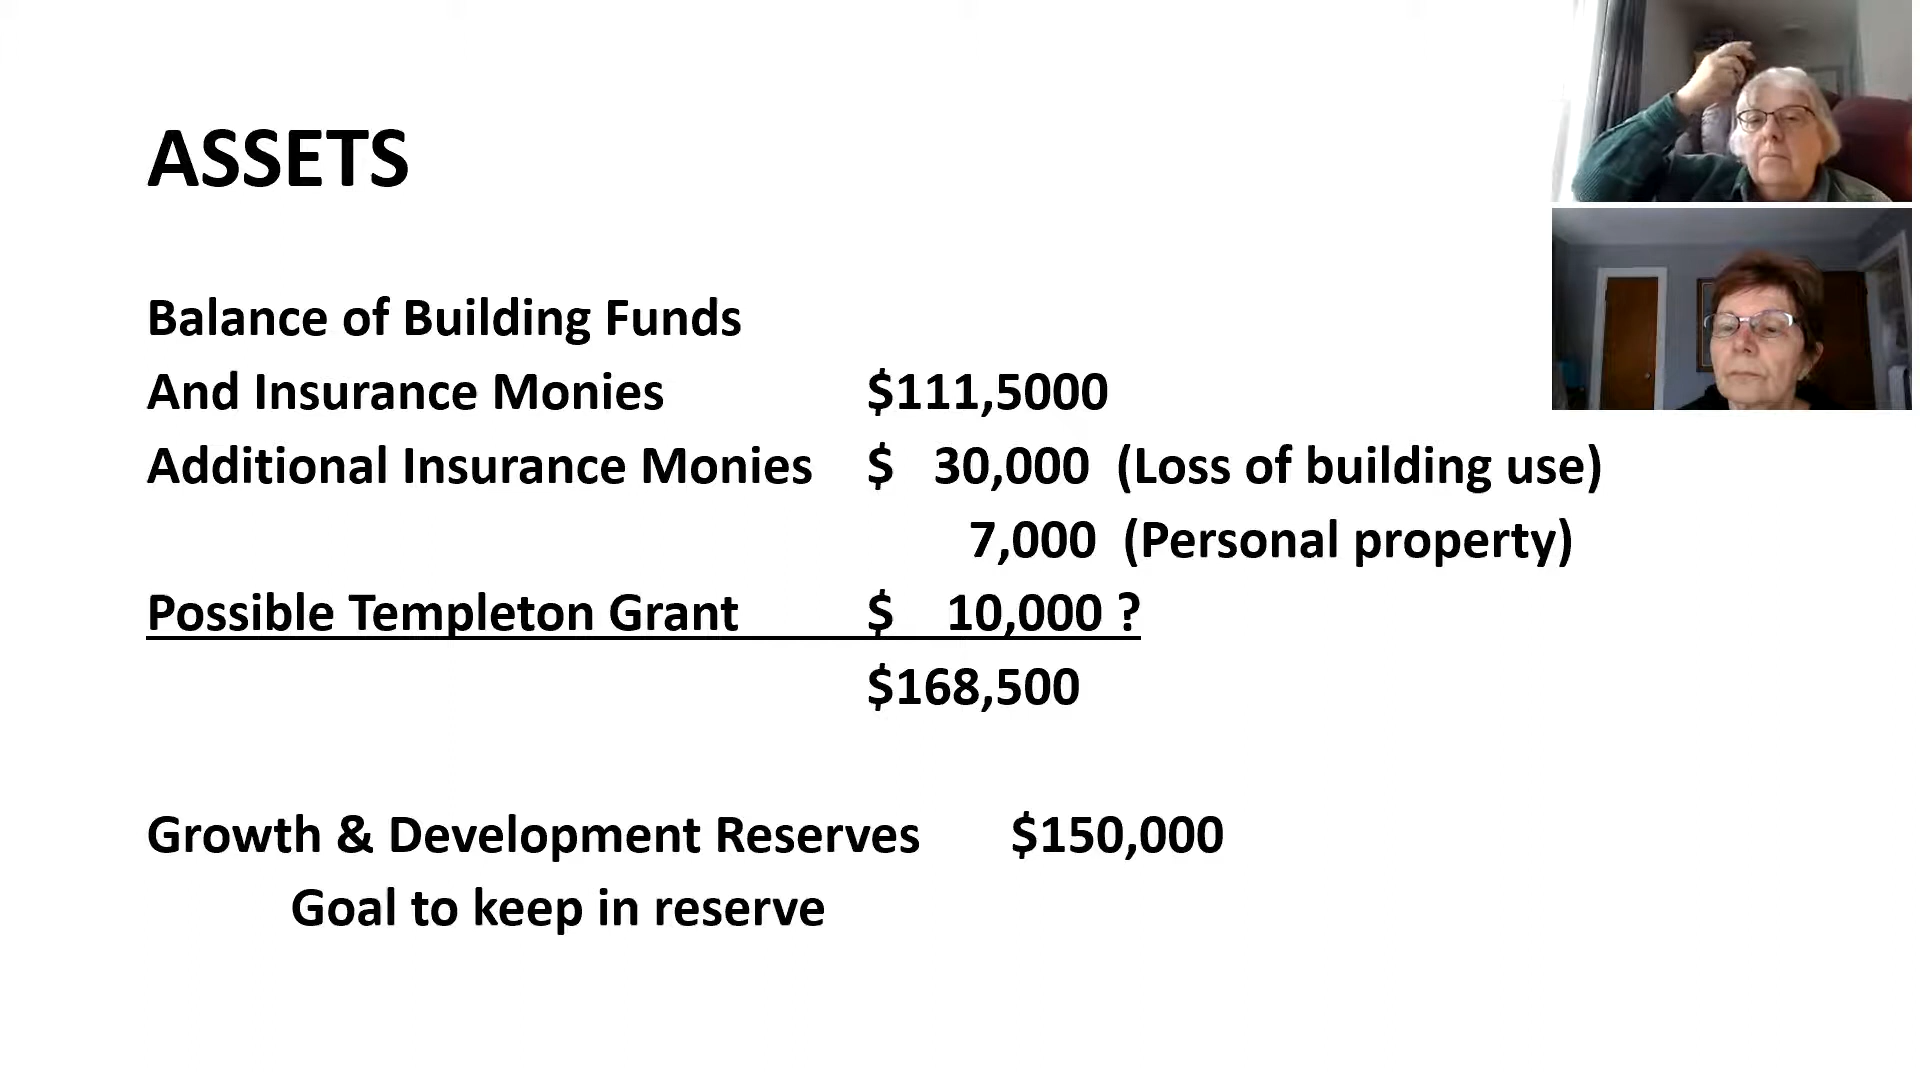 ASSETS
Balance of Building Funds
And Insurance Monies $111,5000
Additional Insurance Monies $ 30,000 (Loss of building use)
7,000 (Personal property)
Possible Templeton Grant $ 10,000 ?
$168,500
Growth & Development Reserves $150,000
Goal to keep in reserve